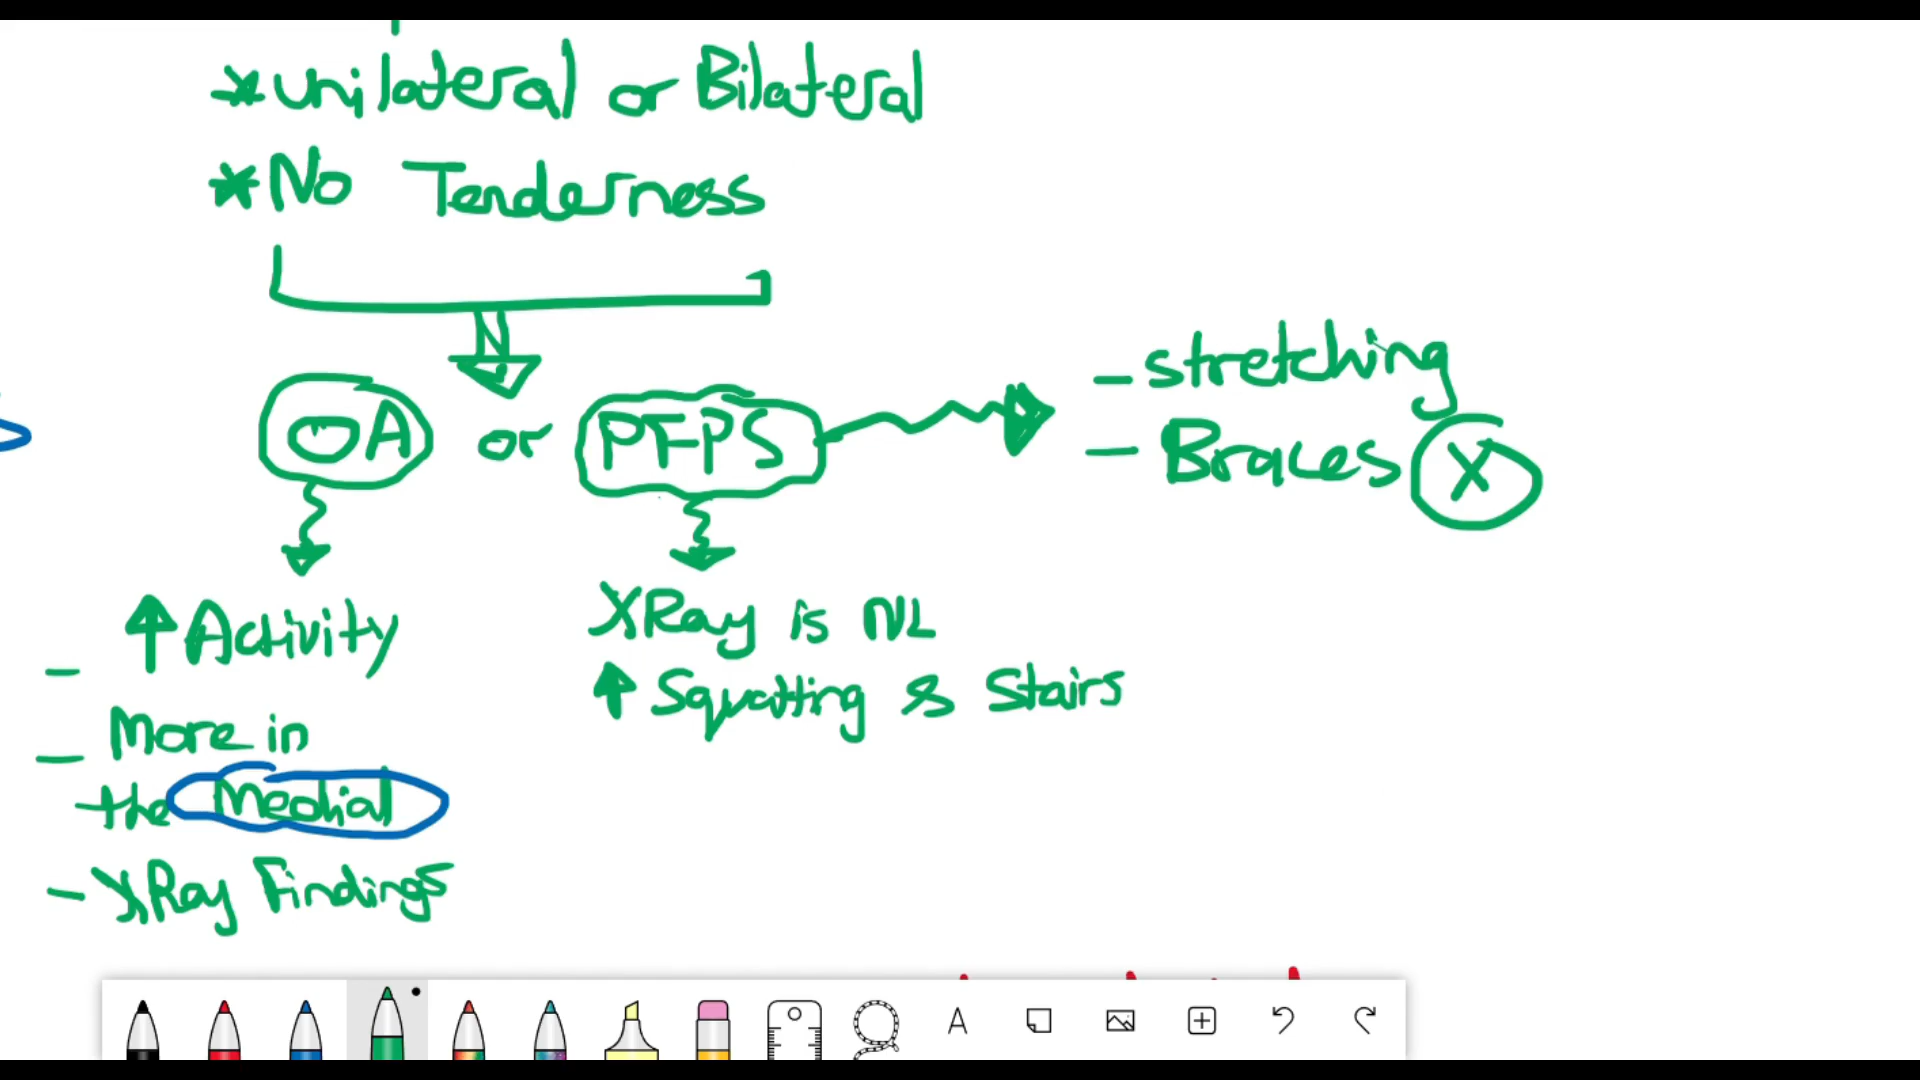 *unilateral or Bilateral
*No Tenderness
OA or PFPS
- stretching
- Braces X
- ↑ Activity
- More in
the Medial
- XRay Findings
XRay is NL
↑ Squatting & Stairs
A